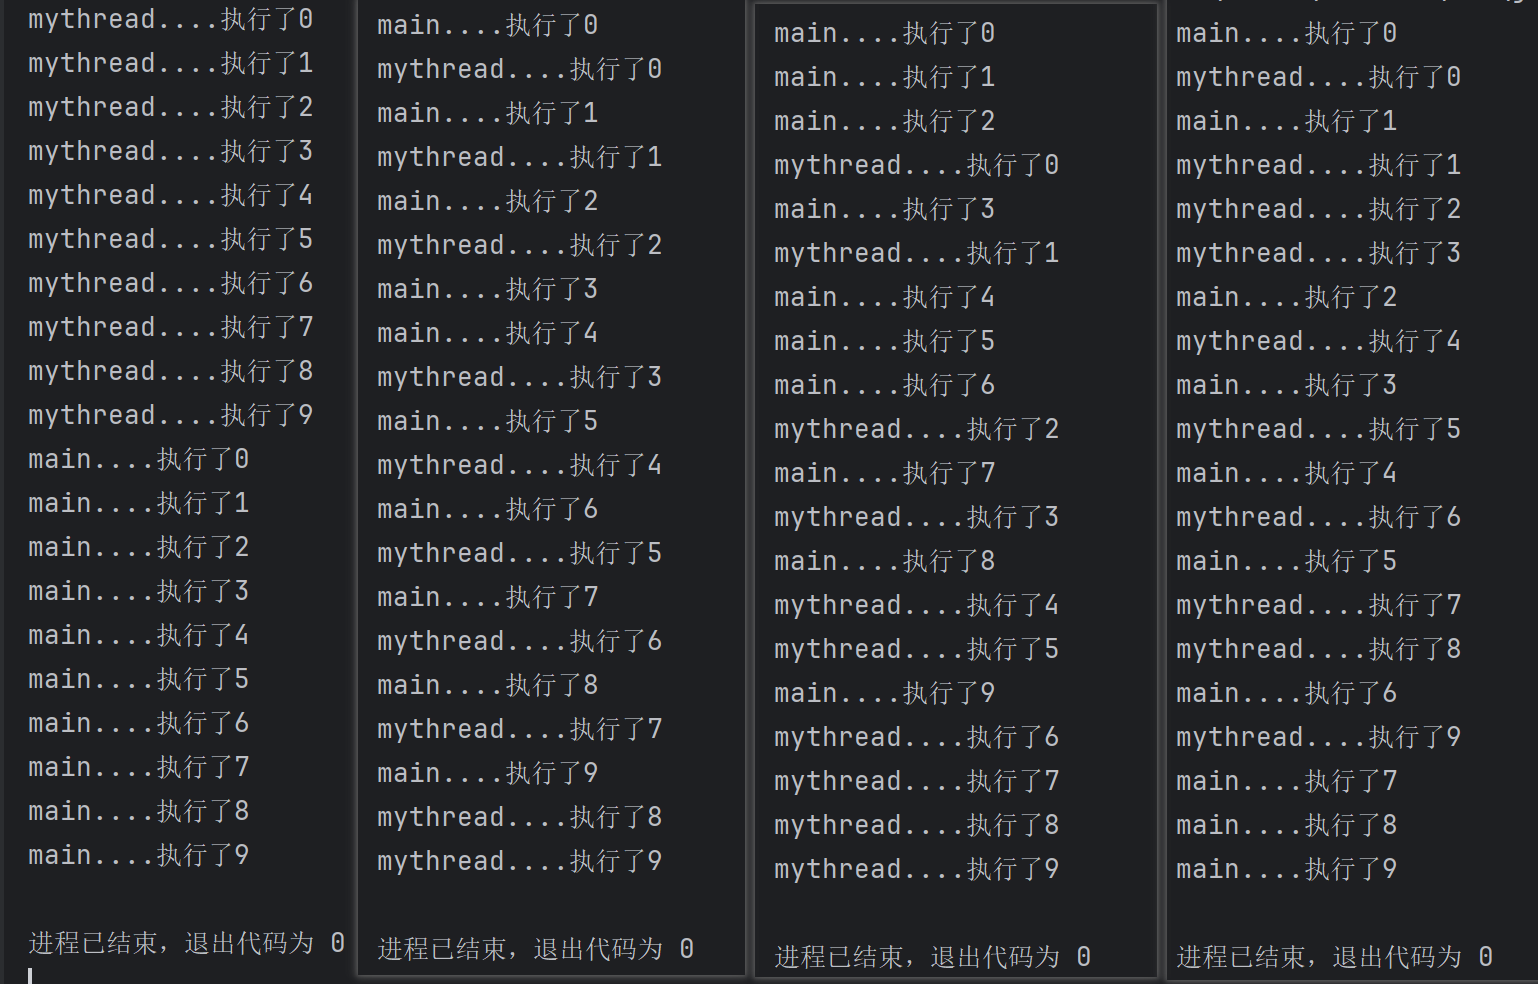 mythread....执行了0
mythread....执行了1
mythread....执行了2
mythread....执行了3
mythread....执行了4
mythread....执行了5
mythread....执行了6
mythread....执行了7
mythread....执行了8
mythread....执行了9
main....执行了0
main....执行了1
main....执行了2
main....执行了3
main....执行了4
main....执行了5
main....执行了6
main....执行了7
main....执行了8
main....执行了9
进程已结束，退出代码为 0
main....执行了0
mythread....执行了0
main....执行了1
mythread....执行了1
main....执行了2
mythread....执行了2
main....执行了3
main....执行了4
mythread....执行了3
main....执行了5
mythread....执行了4
main....执行了6
mythread....执行了5
main....执行了7
mythread....执行了6
main....执行了8
mythread....执行了7
main....执行了9
mythread....执行了8
mythread....执行了9
进程已结束，退出代码为 0
main....执行了0
main....执行了1
main....执行了2
mythread....执行了0
main....执行了3
mythread....执行了1
main....执行了4
main....执行了5
main....执行了6
mythread....执行了2
main....执行了7
mythread....执行了3
main....执行了8
mythread....执行了4
mythread....执行了5
main....执行了9
mythread....执行了6
mythread....执行了7
mythread....执行了8
mythread....执行了9
进程已结束，退出代码为 0
main....执行了0
mythread....执行了0
main....执行了1
mythread....执行了1
mythread....执行了2
mythread....执行了3
main....执行了2
mythread....执行了4
main....执行了3
mythread....执行了5
main....执行了4
mythread....执行了6
main....执行了5
mythread....执行了7
mythread....执行了8
main....执行了6
mythread....执行了9
main....执行了7
main....执行了8
main....执行了9
进程已结束，退出代码为 0